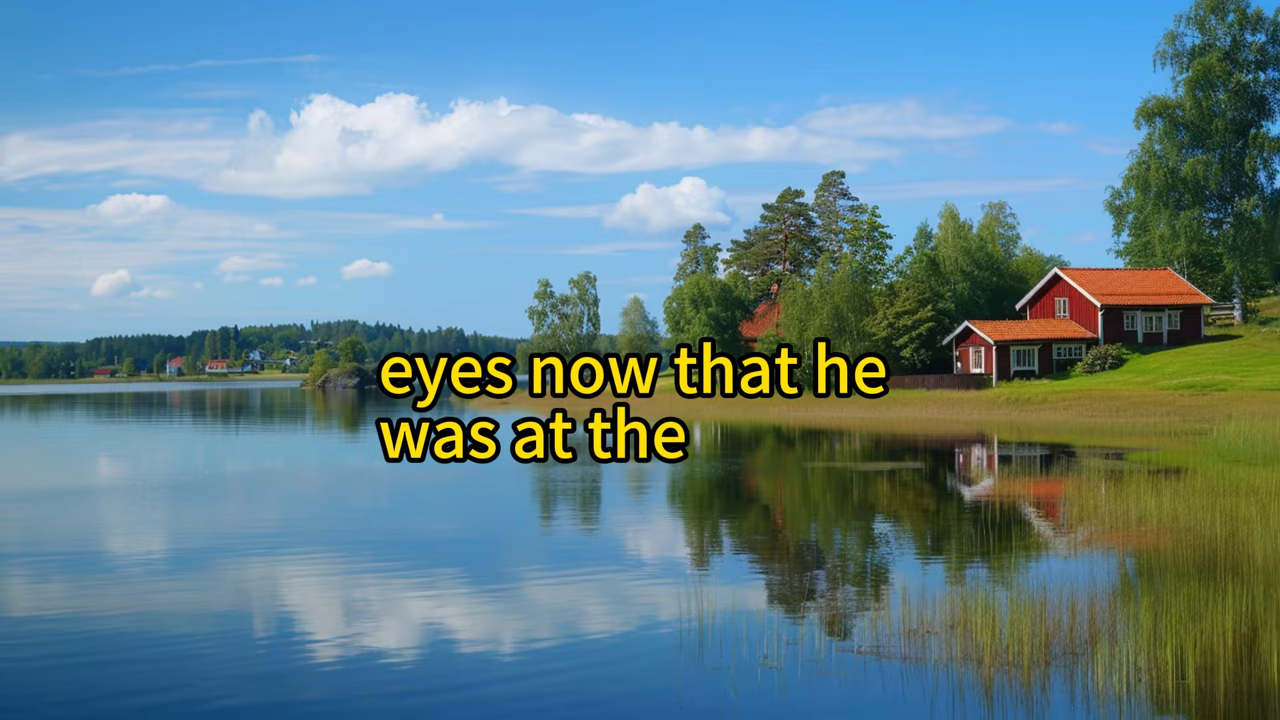 eyes now that he
was at the